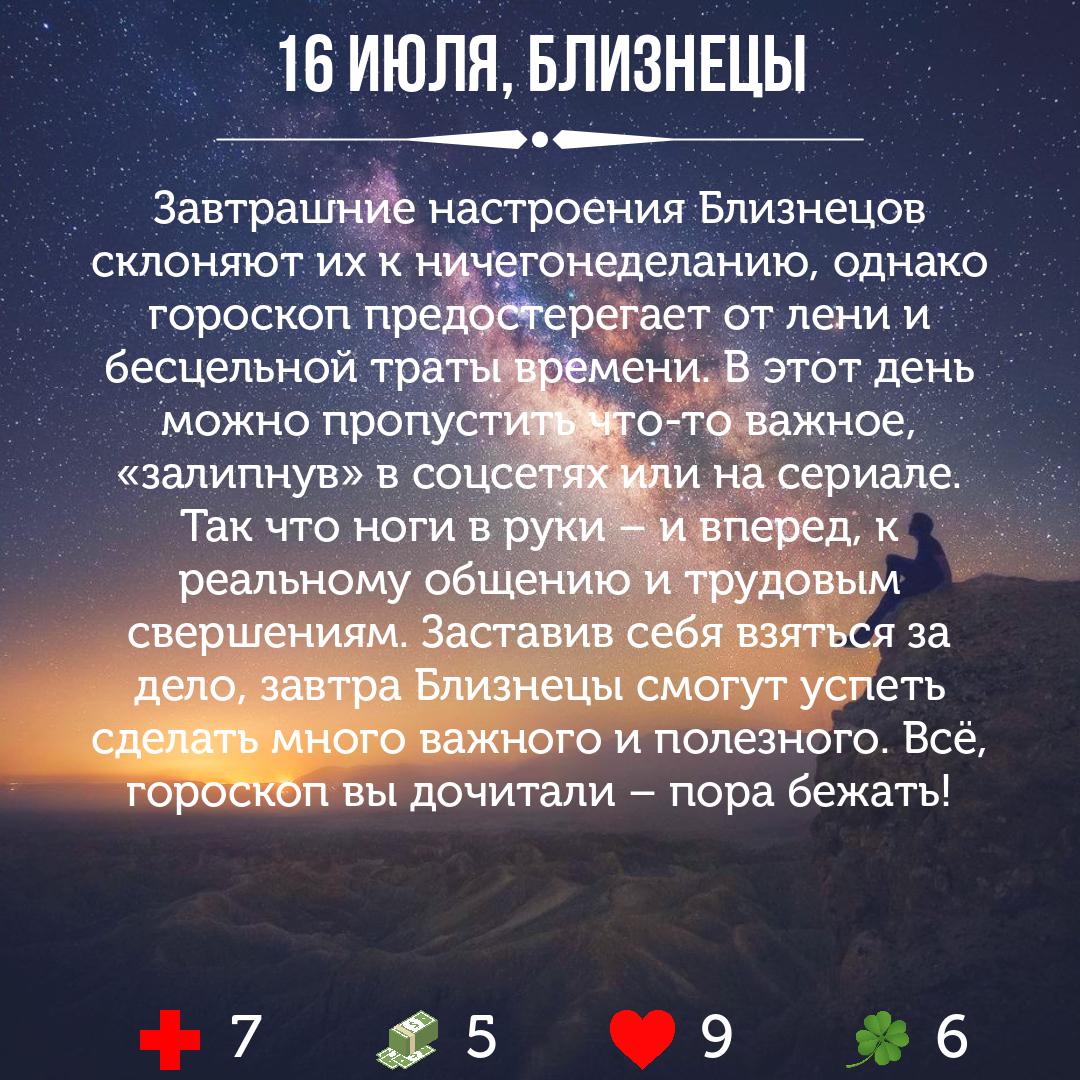 16 ИЮЛЯ, БЛИЗНЕЦЫ
Завтрашние настроения Близнецов
склоняют их к ничегонеделанию, однако
гороскоп предостерегает от лени и
бесцельной траты времени. В этот день
можно пропустить что-то важное,
«залипнув» в соцсетях или на сериале.
Так что ноги в руки – и вперед, к
реальному общению и трудовым
свершениям. Заставив себя взяться за
дело, завтра Близнецы смогут успеть
сделать много важного и полезного. Всё,
гороскоп вы дочитали – пора бежать!
7 5 9 6